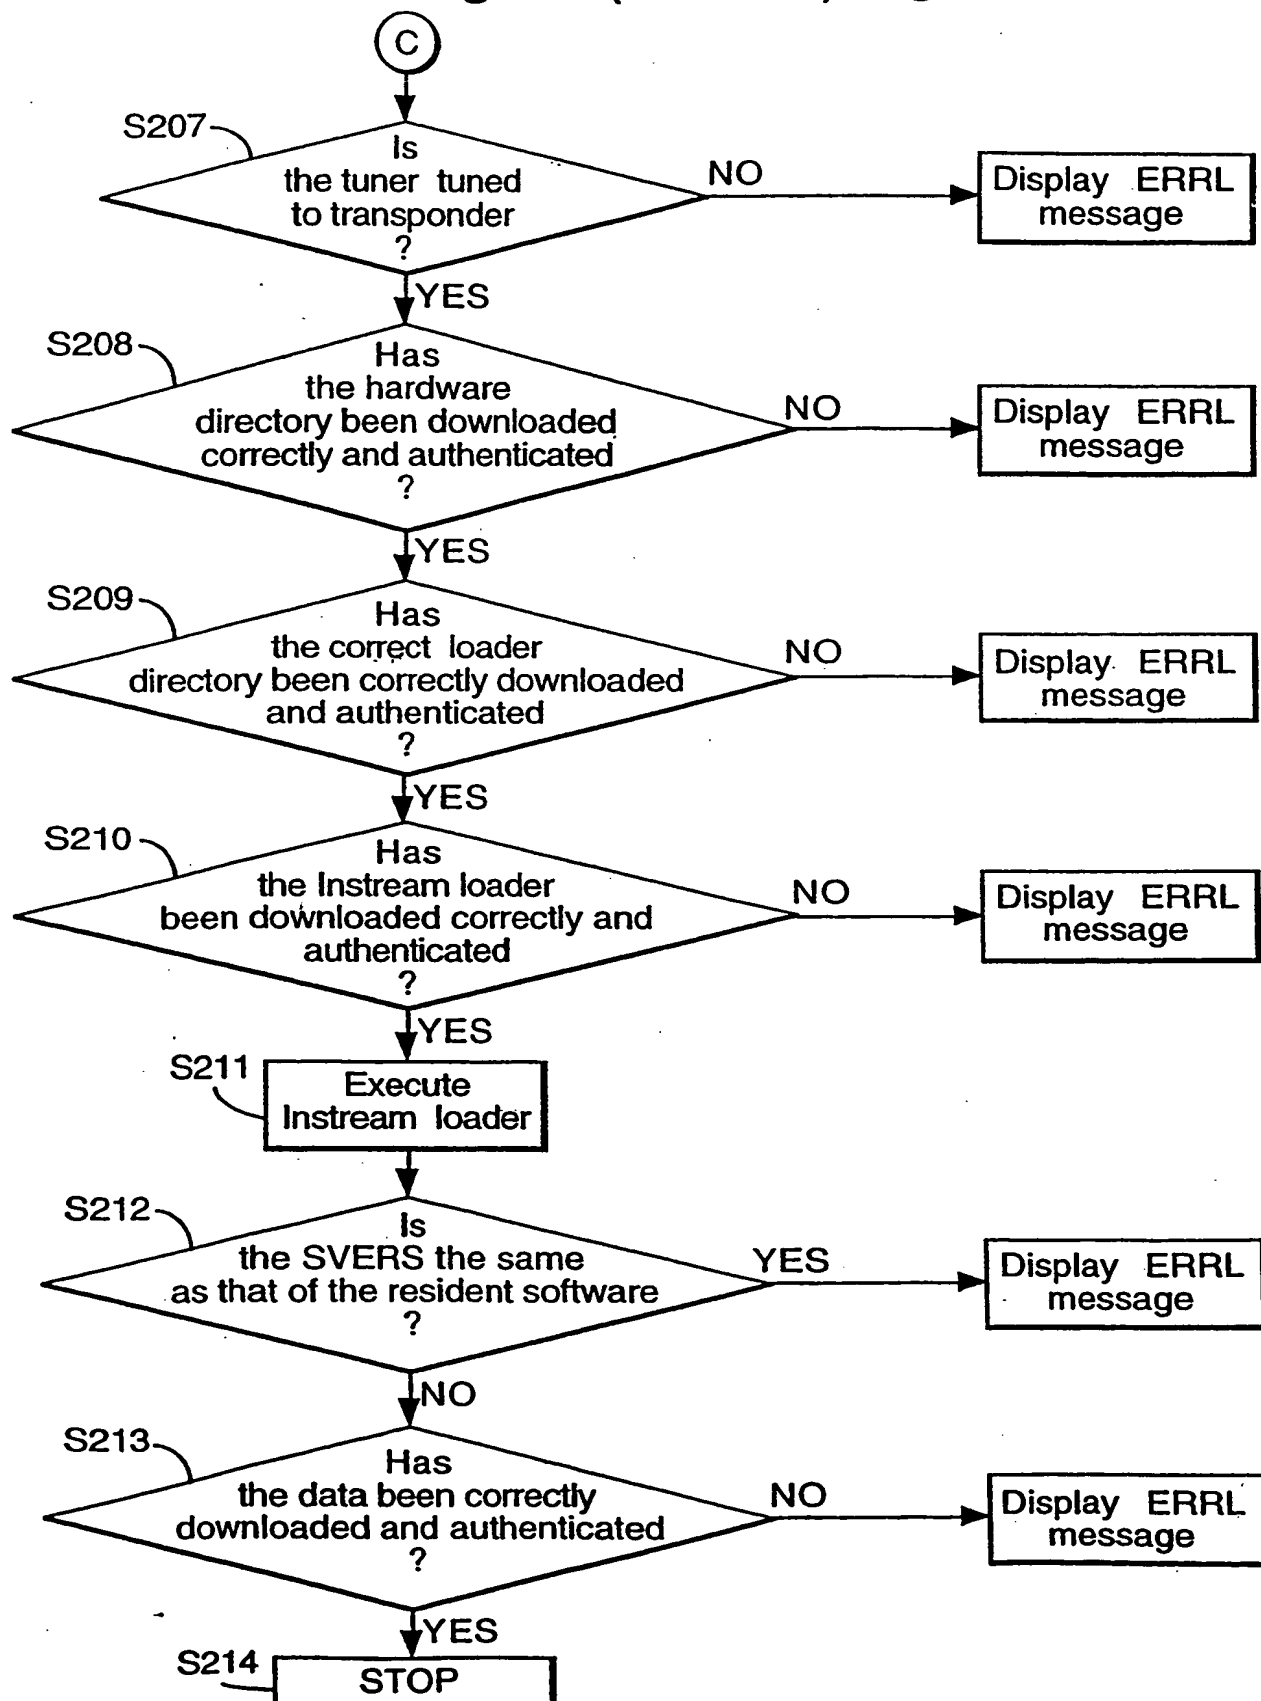 C
S207
Is
the tuner tuned
to transponder
?
NO
Display ERRL
message
YES
S208
Has
the hardware
directory been downloaded
correctly and authenticated
?
NO
Display ERRL
message
YES
S209
Has
the correct loader
directory been correctly downloaded
and authenticated
?
NO
Display ERRL
message
YES
S210
Has
the Instream loader
been downloaded correctly and
authenticated
?
NO
Display ERRL
message
YES
S211
Execute
Instream loader
S212
Is
the SVERS the same
as that of the resident software
?
YES
Display ERRL
message
NO
S213
Has
the data been correctly
downloaded and authenticated
?
NO
Display ERRL
message
YES
S214
STOP